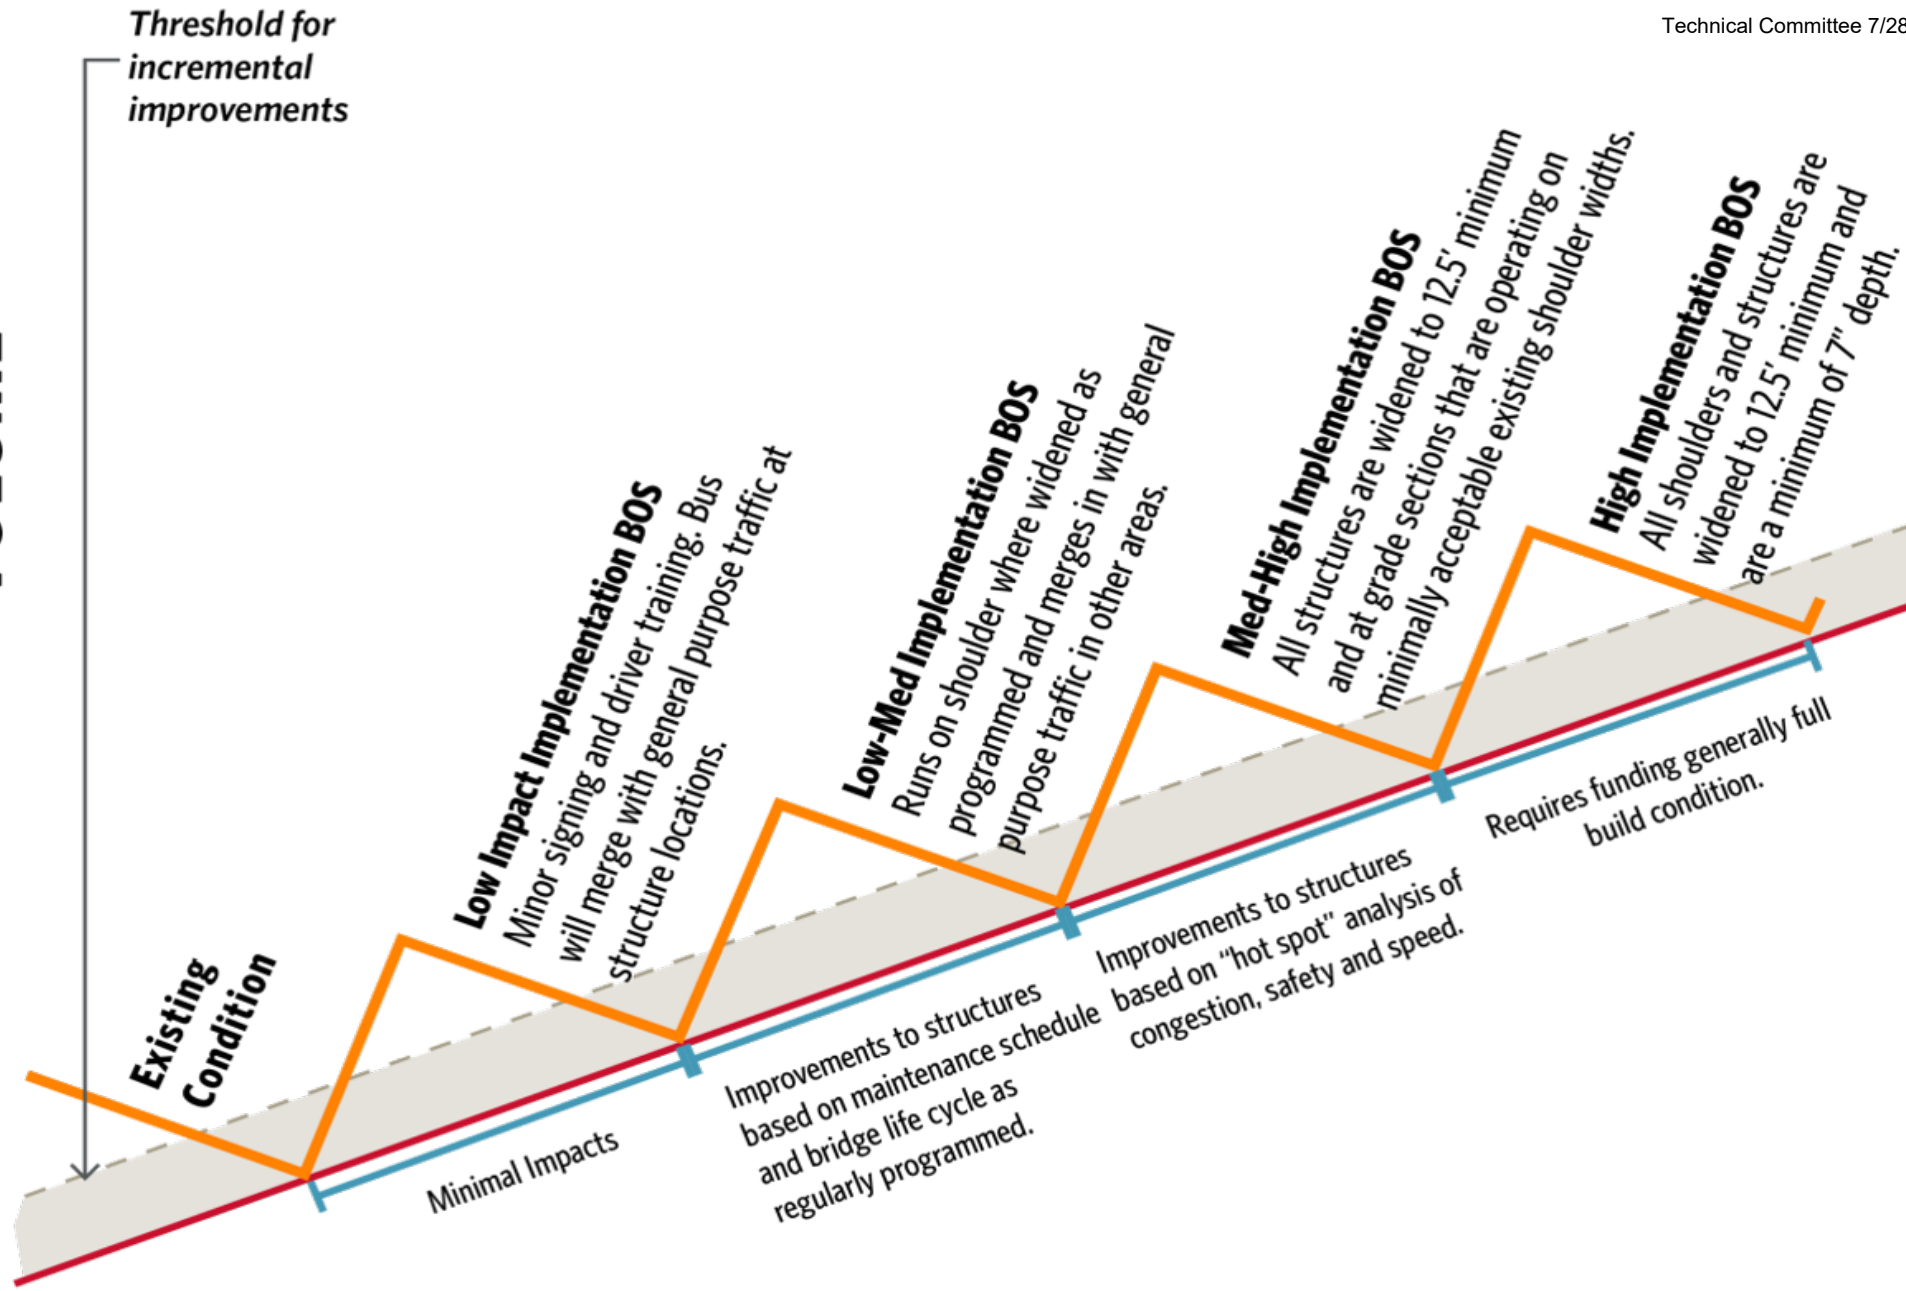 Threshold for
incremental
improvements
Technical Committee 7/28
Existing
Condition
Low Impact Implementation BOS
Minor signing and driver training. Bus
will merge with general purpose traffic at
structure locations.
Low-Med Implementation BOS
Runs on shoulder where widened as
programmed and merges in with general
purpose traffic in other areas.
Med-High Implementation BOS
All structures are widened to 12.5' minimum
and at grade sections that are operating on
minimally acceptable existing shoulder widths.
High Implementation BOS
All shoulders and structures are
widened to 12.5' minimum and
are a minimum of 7" depth.
Minimal Impacts
Improvements to structures
based on maintenance schedule
and bridge life cycle as
regularly programmed.
Improvements to structures
based on “hot spot” analysis of
congestion, safety and speed.
Requires funding generally full
build condition.